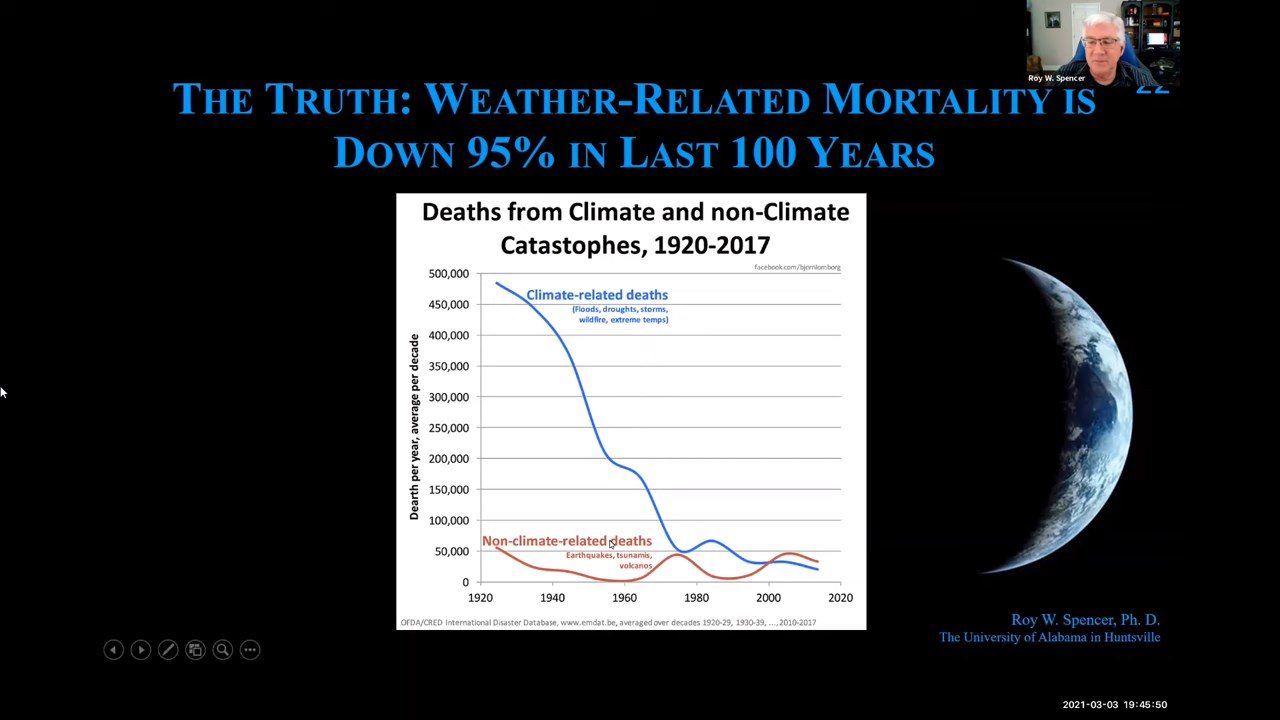 Roy W. Spencer
22
THE TRUTH: WEATHER-RELATED MORTALITY IS
DOWN 95% IN LAST 100 YEARS
Deaths from Climate and non-Climate
Catastophes, 1920-2017
facebook.com/bjornlomborg
500,000
450,000
400,000
350,000
300,000
250,000
200,000
150,000
100,000
50,000
0
Dearth per year, average per decade
Climate-related deaths
(Floods, droughts, storms,
wildfire, extreme temps)
Non-climate-related deaths
Earthquakes, tsunamis,
volcanos
1920 1940 1960 1980 2000 2020
OFDA/CRED International Disaster Database, www.emdat.be, averaged over decades 1920-29, 1930-39, ..., 2010-2017
Roy W. Spencer, Ph. D.
The University of Alabama in Huntsville
2021-03-03 19:45:50